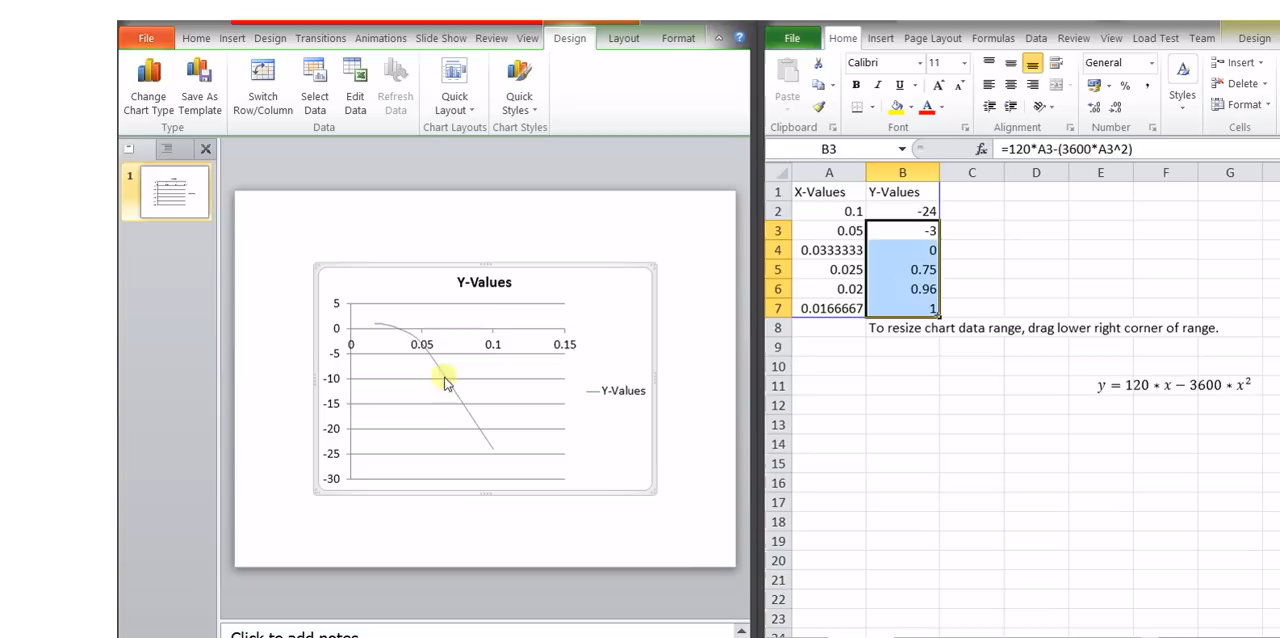 File Home Insert Design Transitions Animations Slide Show Review View Design Layout Format
Change Chart Type
Save As Template
Switch Row/Column
Select Data
Edit Data
Refresh Data
Quick Layout
Quick Styles
Type
Data
Chart Layouts
Chart Styles
1
Y-Values
5
0
-5
-10
-15
-20
-25
-30
0 0.05 0.1 0.15
Y-Values
Click to add notes
File Home Insert Page Layout Formulas Data Review View Load Test Team Design
Paste
Calibri 11
B I U A A
A
General
% ,
Styles
Insert
Delete
Format
Clipboard Font Alignment Number Cells
B3 fx =120*A3-(3600*A3^2)
A B C D E F G
1 X-Values Y-Values
2 0.1 -24
3 0.05 -3
4 0.0333333 0
5 0.025 0.75
6 0.02 0.96
7 0.0166667 1
8 To resize chart data range, drag lower right corner of range.
9
10
11 y = 120 ∗ x − 3600 ∗ x²
12
13
14
15
16
17
18
19
20
21
22
23